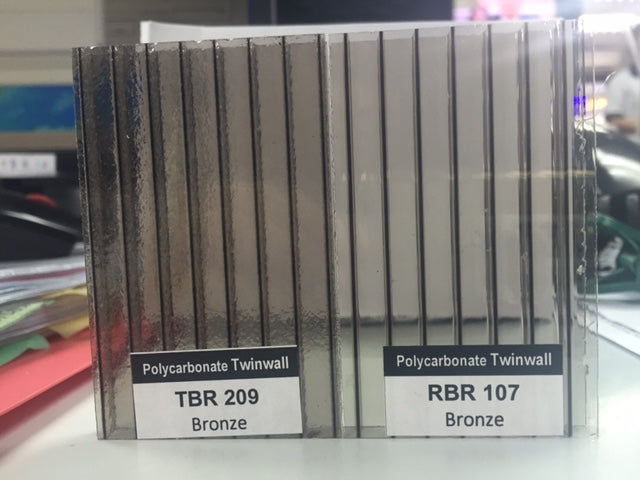 Polycarbonate Twinwall
TBR 209
Bronze
Polycarbonate Twinwall
RBR 107
Bronze